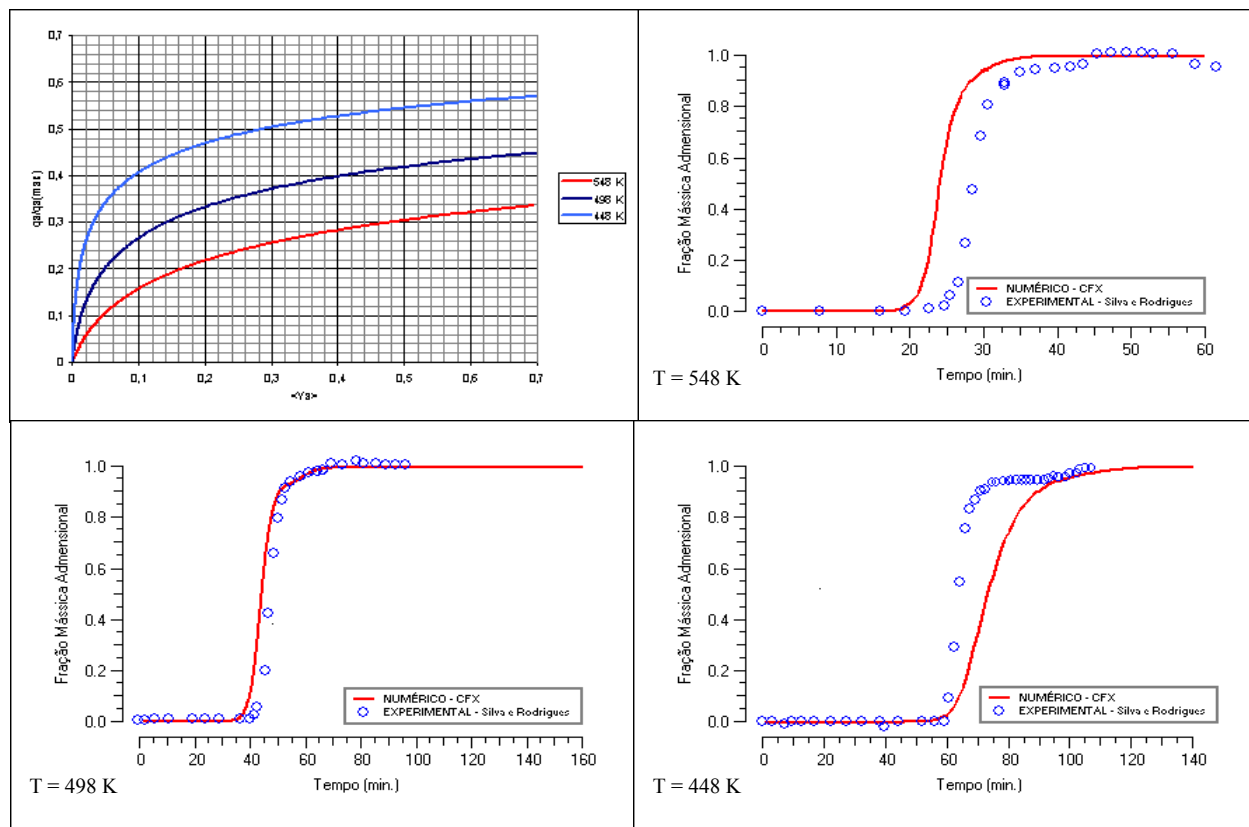 0,7
0,6
0,5
0,4
0,3
0,2
0,1
0
qa/qa(max)
0 0,1 0,2 0,3 0,4 0,5 0,6 0,7
<Ya>
548 K
498 K
448 K
1.0
0.8
0.6
0.4
0.2
0.0
Fração Mássica Admensional
NUMÉRICO - CFX
EXPERIMENTAL - Silva e Rodrigues
0 10 20 30 40 50 60
Tempo (min.)
T = 548 K
1.0
0.8
0.6
0.4
0.2
0.0
Fração Mássica Admensional
NUMÉRICO - CFX
EXPERIMENTAL - Silva e Rodrigues
0 20 40 60 80 100 120 140 160
Tempo (min.)
T = 498 K
1.0
0.8
0.6
0.4
0.2
0.0
Fração Mássica Admensional
NUMÉRICO - CFX
EXPERIMENTAL - Silva e Rodrigues
0 20 40 60 80 100 120 140
Tempo (min.)
T = 448 K